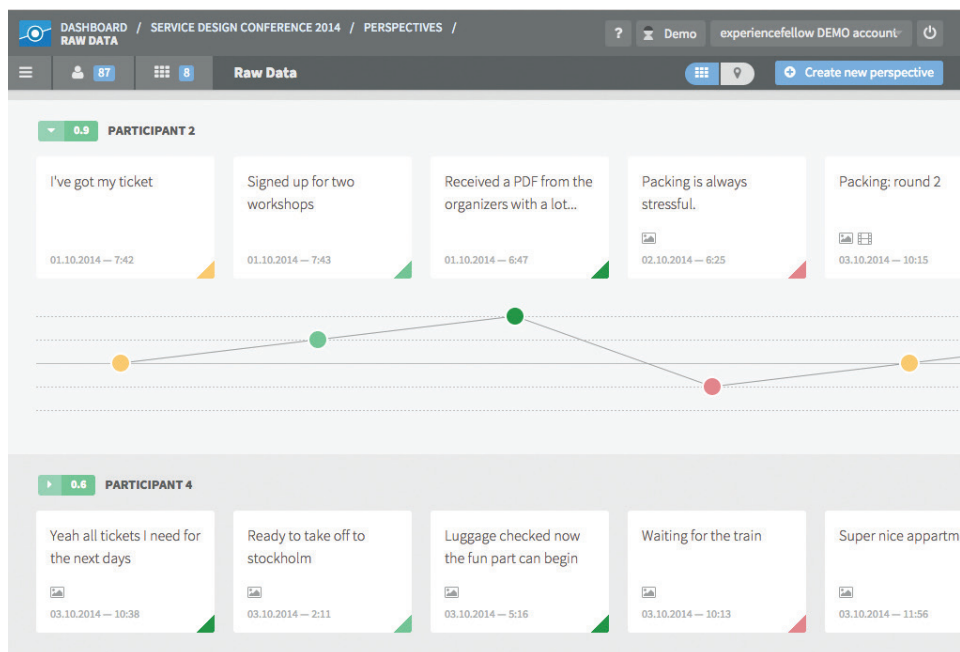 DASHBOARD / SERVICE DESIGN CONFERENCE 2014 / PERSPECTIVES /
RAW DATA
? Demo experiencefellow DEMO account
87 8 Raw Data Create new perspective
0.9 PARTICIPANT 2
I've got my ticket
01.10.2014 — 7:42
Signed up for two
workshops
01.10.2014 — 7:43
Received a PDF from the
organizers with a lot...
01.10.2014 — 6:47
Packing is always
stressful.
02.10.2014 — 6:25
Packing: round 2
03.10.2014 — 10:15
0.6 PARTICIPANT 4
Yeah all tickets I need for
the next days
03.10.2014 — 10:38
Ready to take off to
stockholm
03.10.2014 — 2:11
Luggage checked now
the fun part can begin
03.10.2014 — 5:16
Waiting for the train
03.10.2014 — 10:13
Super nice appartm
03.10.2014 — 11:56